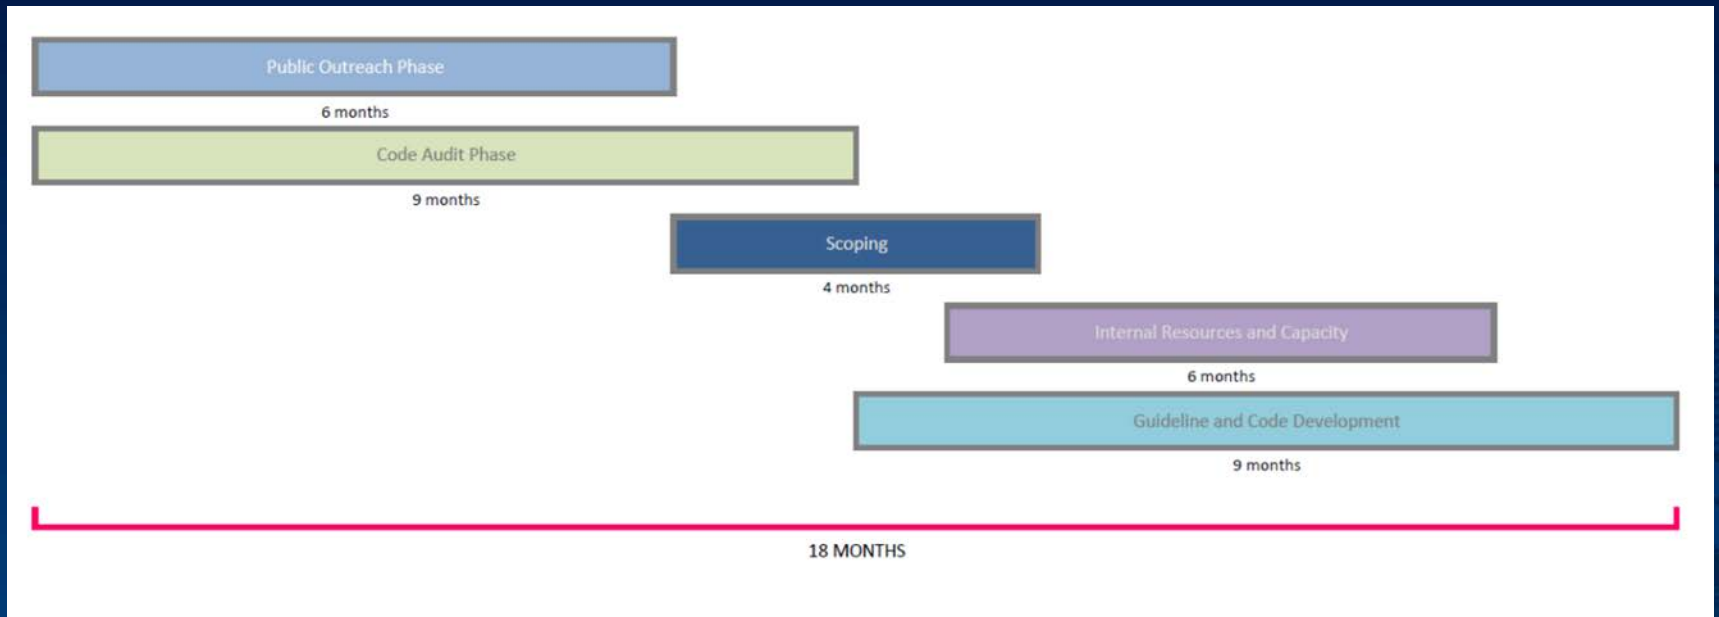 Public Outreach Phase
6 months
Code Audit Phase
9 months
Scoping
4 months
Internal Resources and Capacity
6 months
Guideline and Code Development
9 months
18 MONTHS